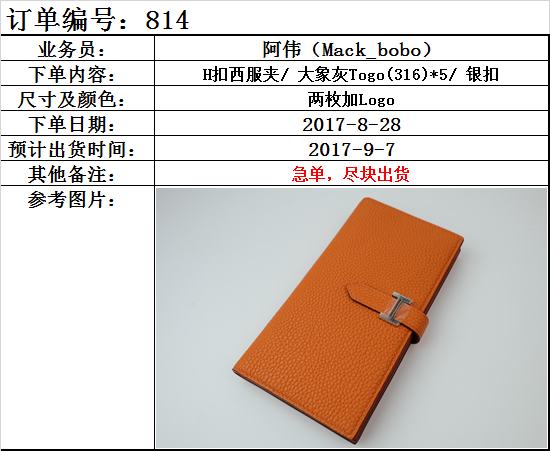 订单编号：814
业务员： 阿伟（Mack_bobo）
下单内容： H扣西服夹/ 大象灰Togo(316)*5/ 银扣
尺寸及颜色： 两枚加Logo
下单日期： 2017-8-28
预计出货时间： 2017-9-7
其他备注： 急单，尽块出货
参考图片：